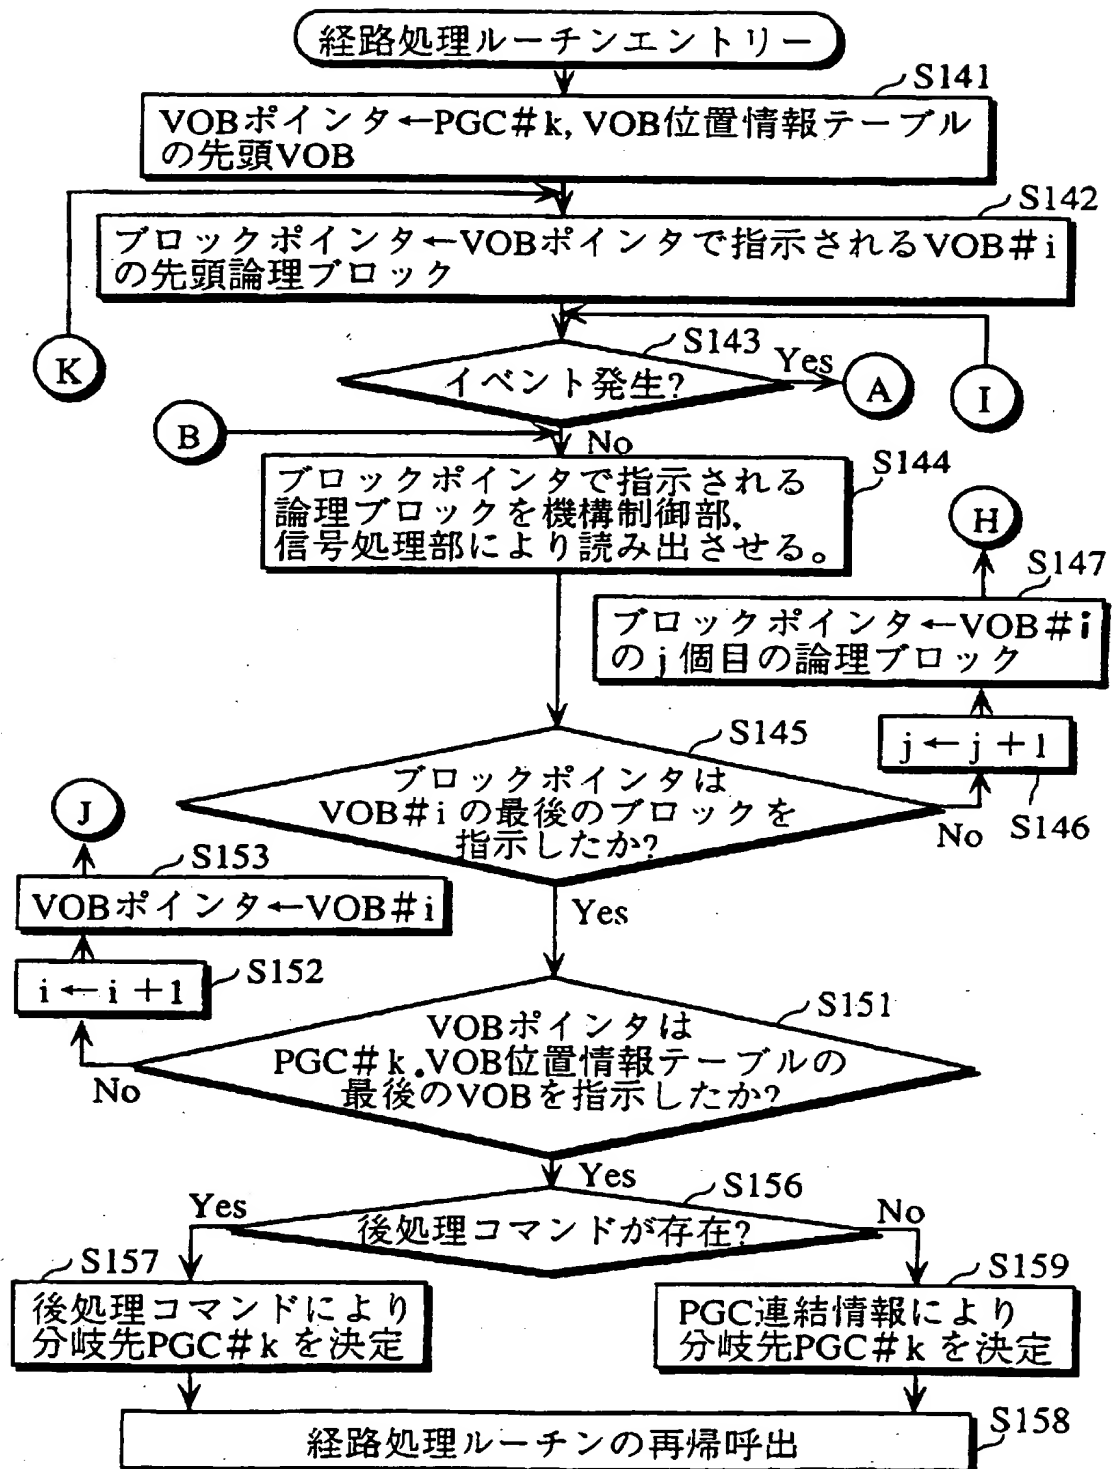 経路処理ルーチンエントリー
S141
VOBポインタ←PGC#k, VOB位置情報テーブル
の先頭VOB
S142
ブロックポインタ←VOBポインタで指示されるVOB#i
の先頭論理ブロック
K
S143
イベント発生?
Yes
A
I
B
No
S144
ブロックポインタで指示される
論理ブロックを機構制御部,
信号処理部により読み出させる。
H
S147
ブロックポインタ←VOB#i
のj個目の論理ブロック
S145
j←j+1
S146
ブロックポインタは
VOB#iの最後のブロックを
指示したか?
No
J
S153
VOBポインタ←VOB#i
Yes
S152
i←i+1
S151
VOBポインタは
PGC#k.VOB位置情報テーブルの
最後のVOBを指示したか?
No
Yes
S156
後処理コマンドが存在?
Yes
No
S157
後処理コマンドにより
分岐先PGC#kを決定
S159
PGC連結情報により
分岐先PGC#kを決定
S158
経路処理ルーチンの再帰呼出